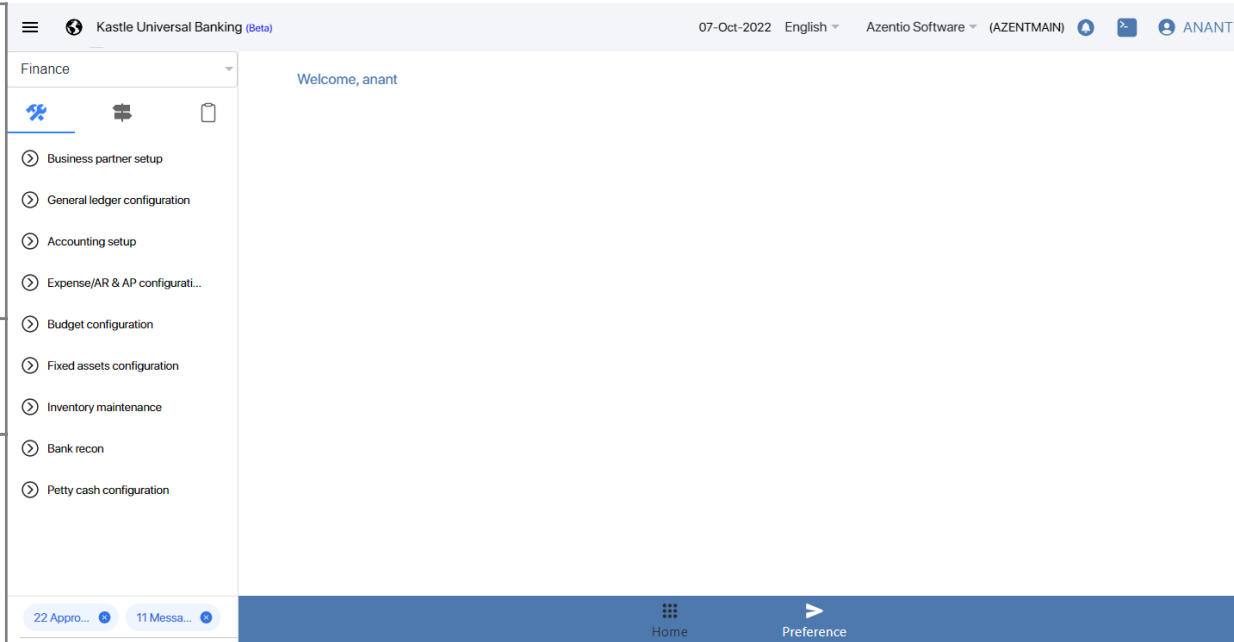 Kastle Universal Banking (Beta)
07-Oct-2022 English Azentio Software (AZENTMAIN) ANANT
Finance
Welcome, anant
Business partner setup
General ledger configuration
Accounting setup
Expense/AR & AP configurati...
Budget configuration
Fixed assets configuration
Inventory maintenance
Bank recon
Petty cash configuration
22 Appro... 11 Messa...
Home Preference